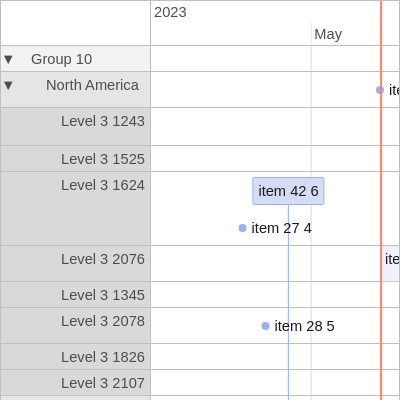 2023
May
▼ Group 10
▼ North America
ite
Level 3 1243
Level 3 1525
Level 3 1624
item 42 6
item 27 4
Level 3 2076
ite
Level 3 1345
Level 3 2078
item 28 5
Level 3 1826
Level 3 2107